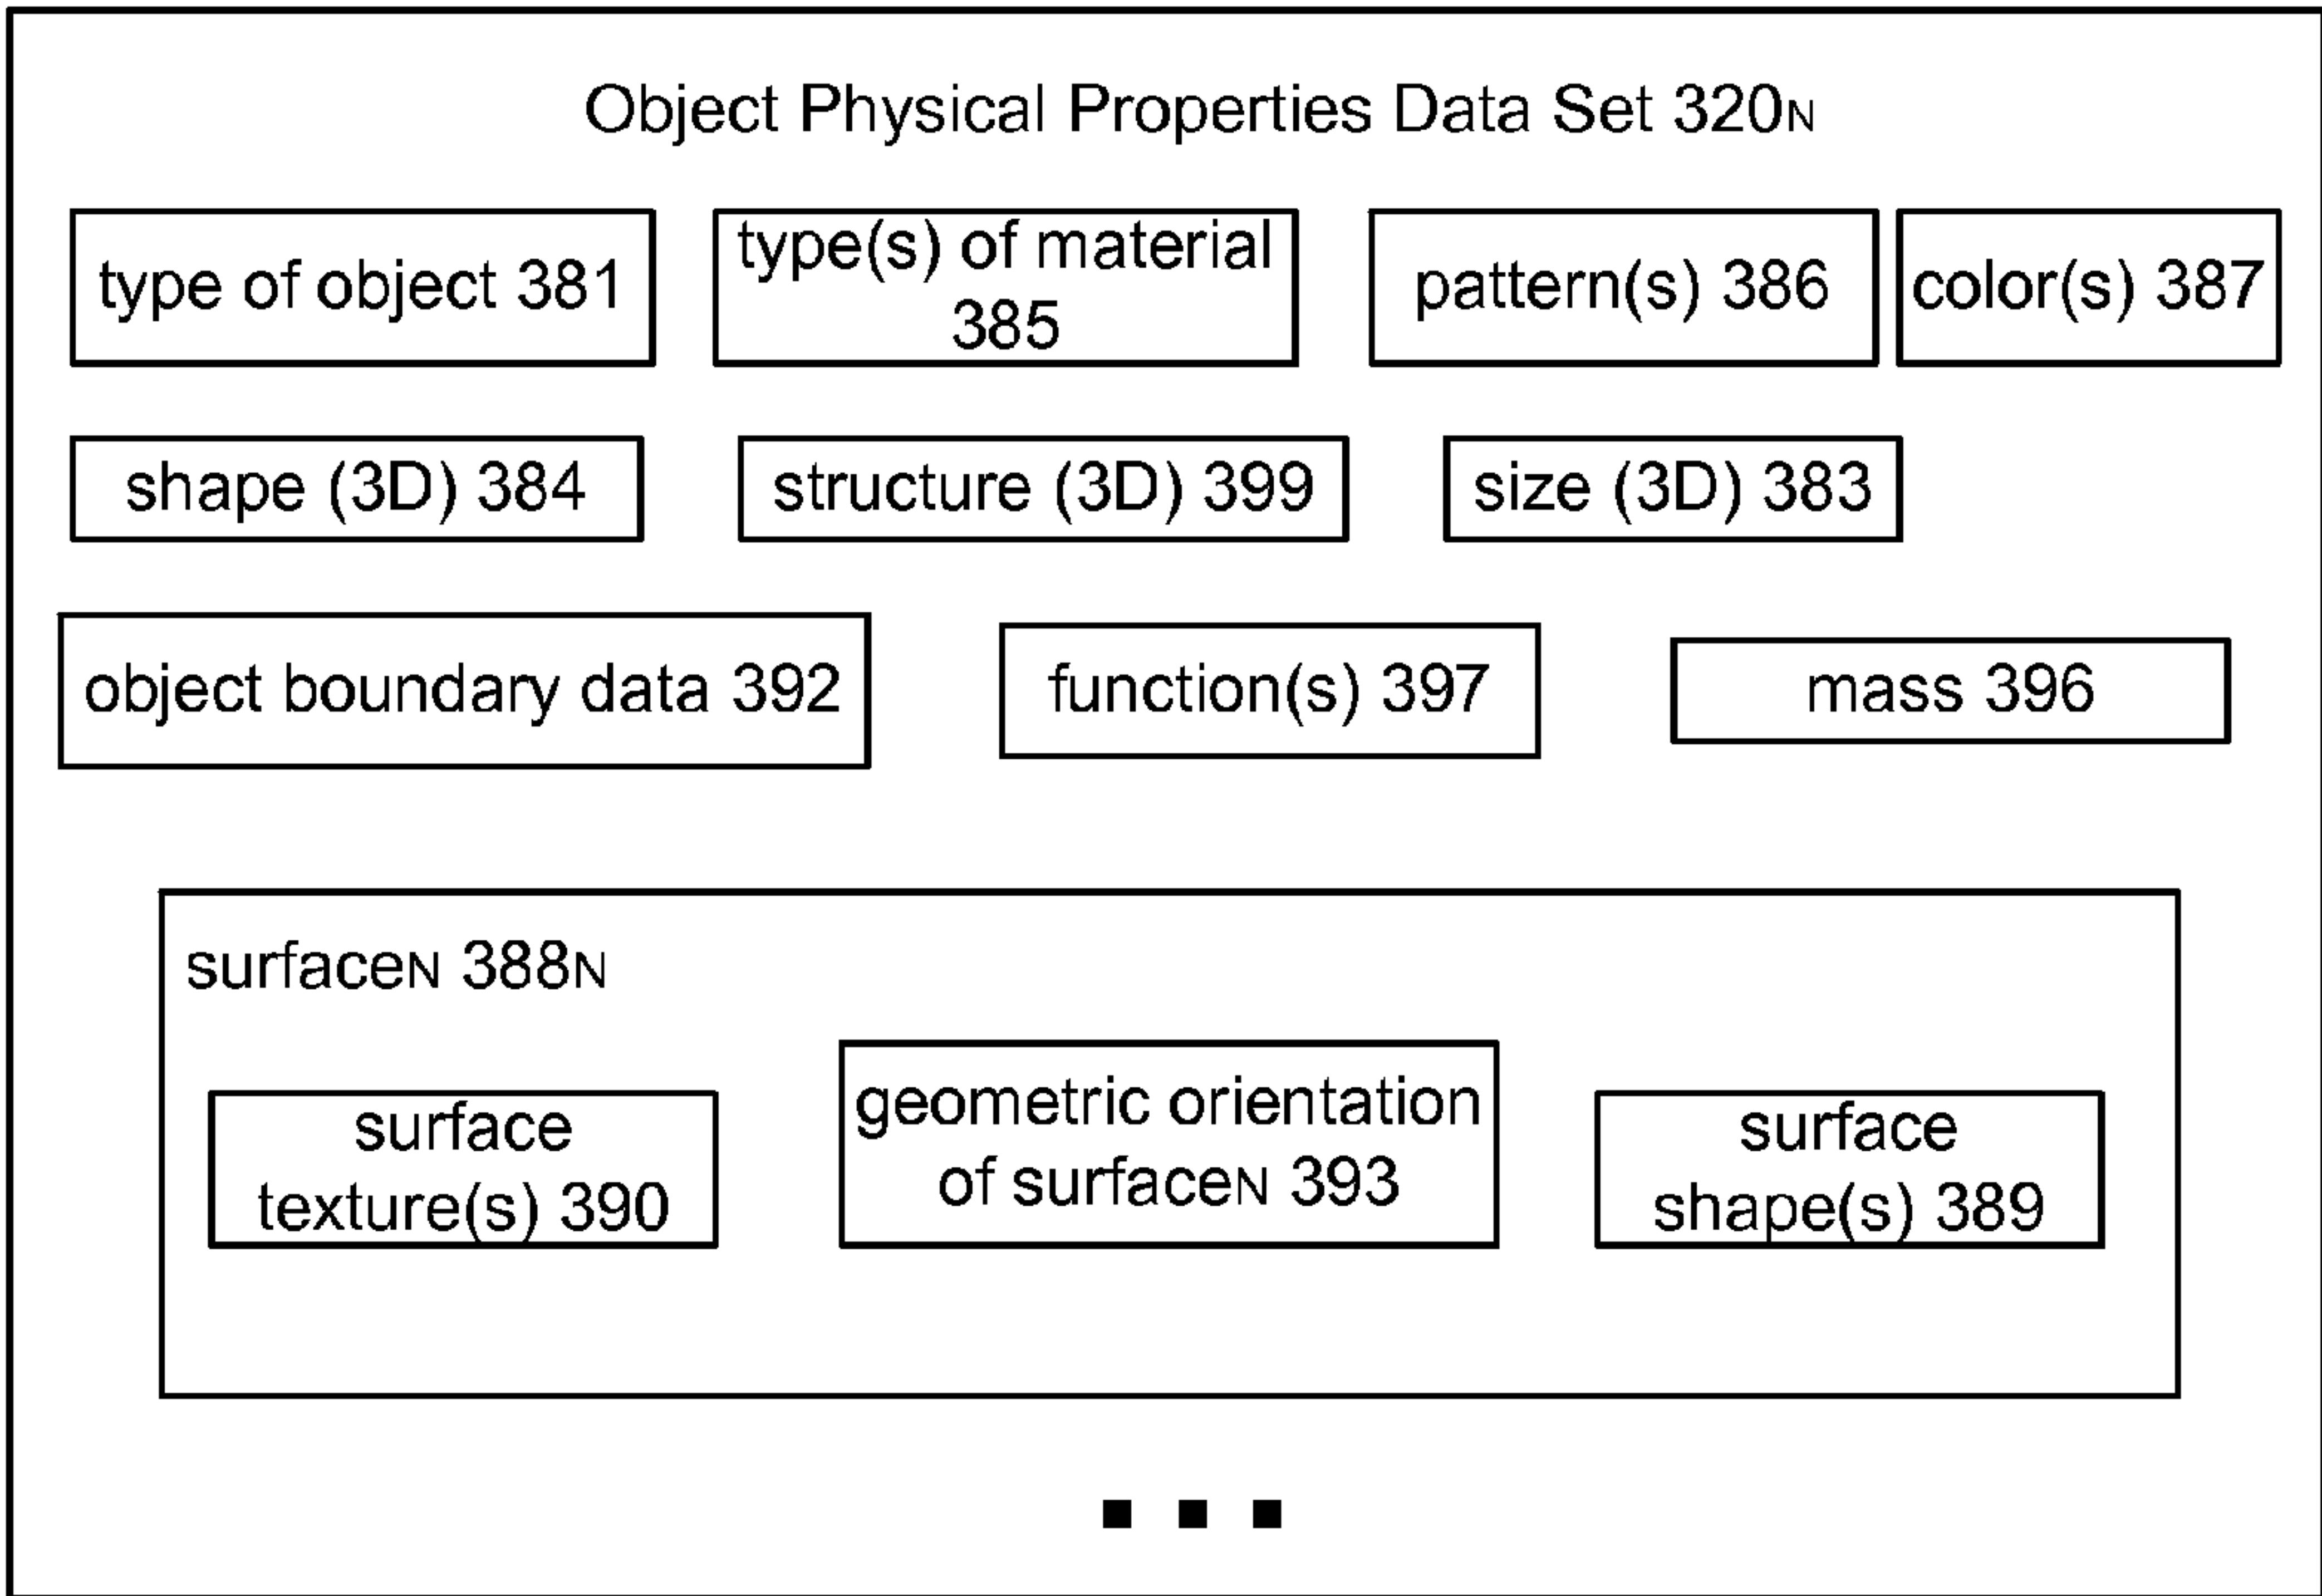 Object Physical Properties Data Set 320N
type of object 381
type(s) of material
385
pattern(s) 386
color(s) 387
shape (3D) 384
structure (3D) 399
size (3D) 383
object boundary data 392
function(s) 397
mass 396
surfaceN 388N
surface
texture(s) 390
geometric orientation
of surfaceN 393
surface
shape(s) 389